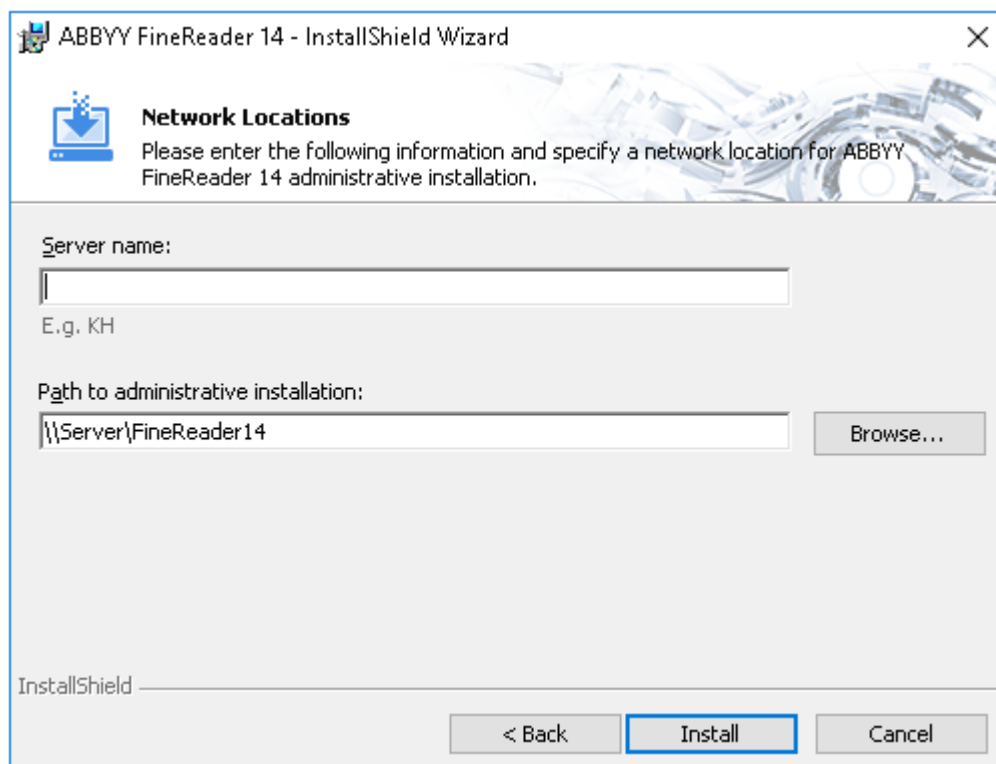 ABBYY FineReader 14 - InstallShield Wizard
Network Locations
Please enter the following information and specify a network location for ABBYY
FineReader 14 administrative installation.
Server name:
E.g. KH
Path to administrative installation:
\\Server\FineReader14
Browse...
InstallShield
< Back
Install
Cancel